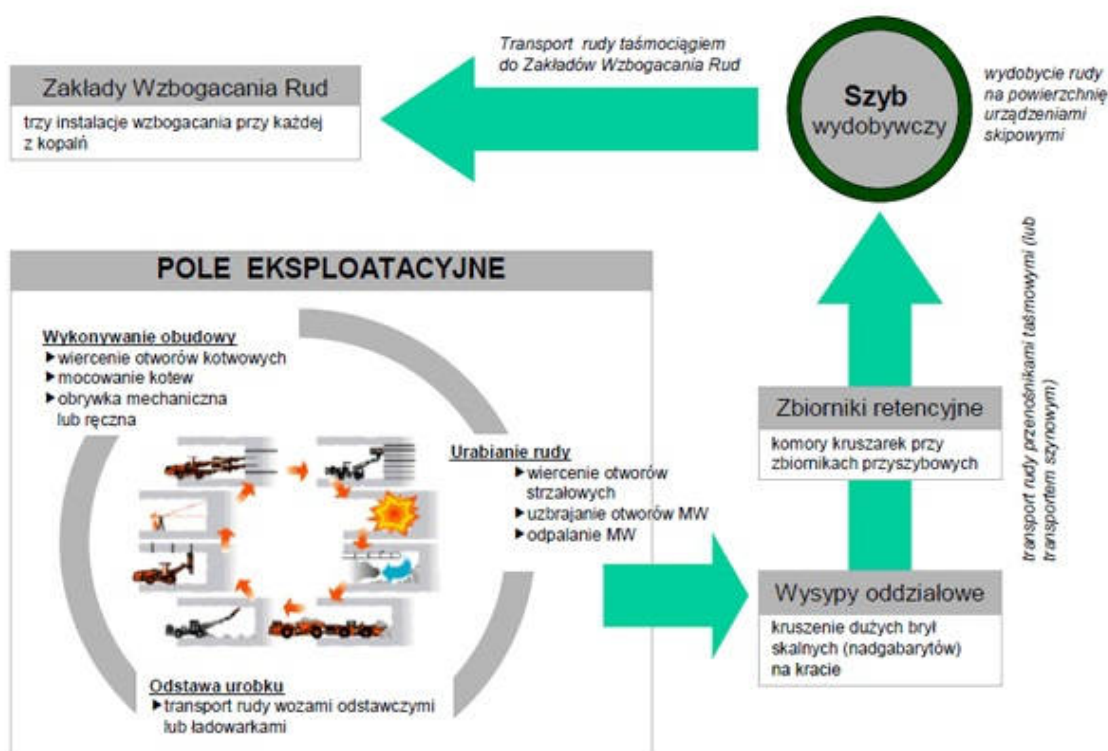 Transport rudy taśmociągiem
do Zakładów Wzbogacania Rud
Zakłady Wzbogacania Rud
trzy instalacje wzbogacania przy każdej
z kopalń
Szyb
wydobywczy
wydobycie rudy
na powierzchnię
urządzeniami
skipowymi
POLE EKSPLOATACYJNE
Wykonywanie obudowy
▶ wiercenie otworów kotwowych
▶ mocowanie kotew
▶ obrywka mechaniczna
lub ręczna
Urabianie rudy
▶ wiercenie otworów
strzałowych
▶ uzbrajanie otworów MW
▶ odpalanie MW
Odstawa urobku
▶ transport rudy wozami odstawczymi
lub ładowarkami
Zbiorniki retencyjne
komory kruszarek przy
zbiornikach przyszybowych
Wysypy oddziałowe
kruszenie dużych brył
skalnych (nadgabarytów)
na kracie
transport rudy przenośnikami taśmowymi (lub
transportem szynowym)